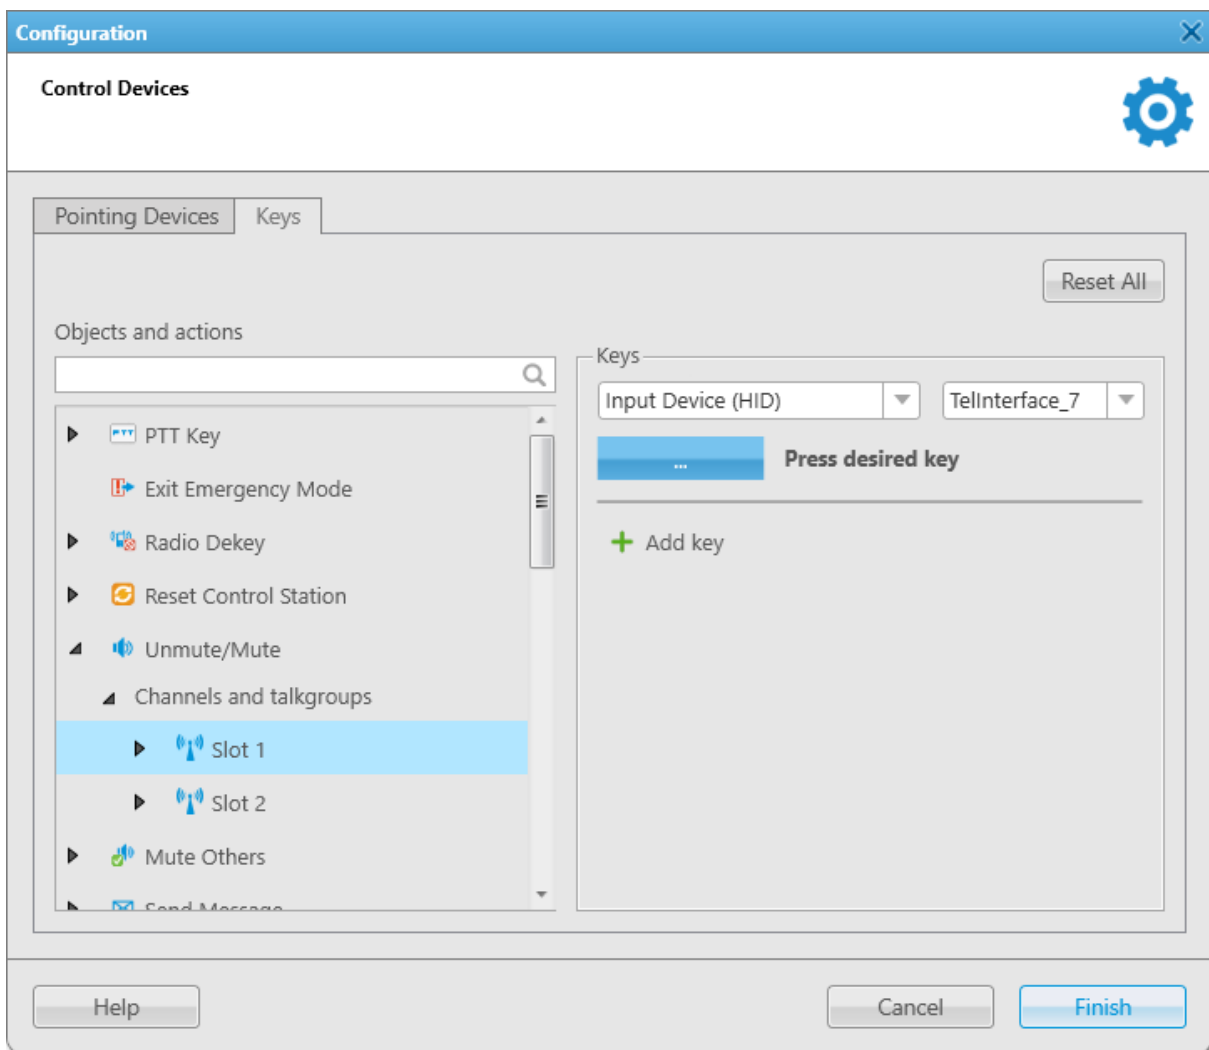 Configuration
Control Devices
Pointing Devices
Keys
Reset All
Objects and actions
Keys
Input Device (HID)
TelInterface_7
PTT Key
...
Press desired key
Exit Emergency Mode
Radio Dekey
Add key
Reset Control Station
Unmute/Mute
Channels and talkgroups
Slot 1
Slot 2
Mute Others
Send Message
Help
Cancel
Finish